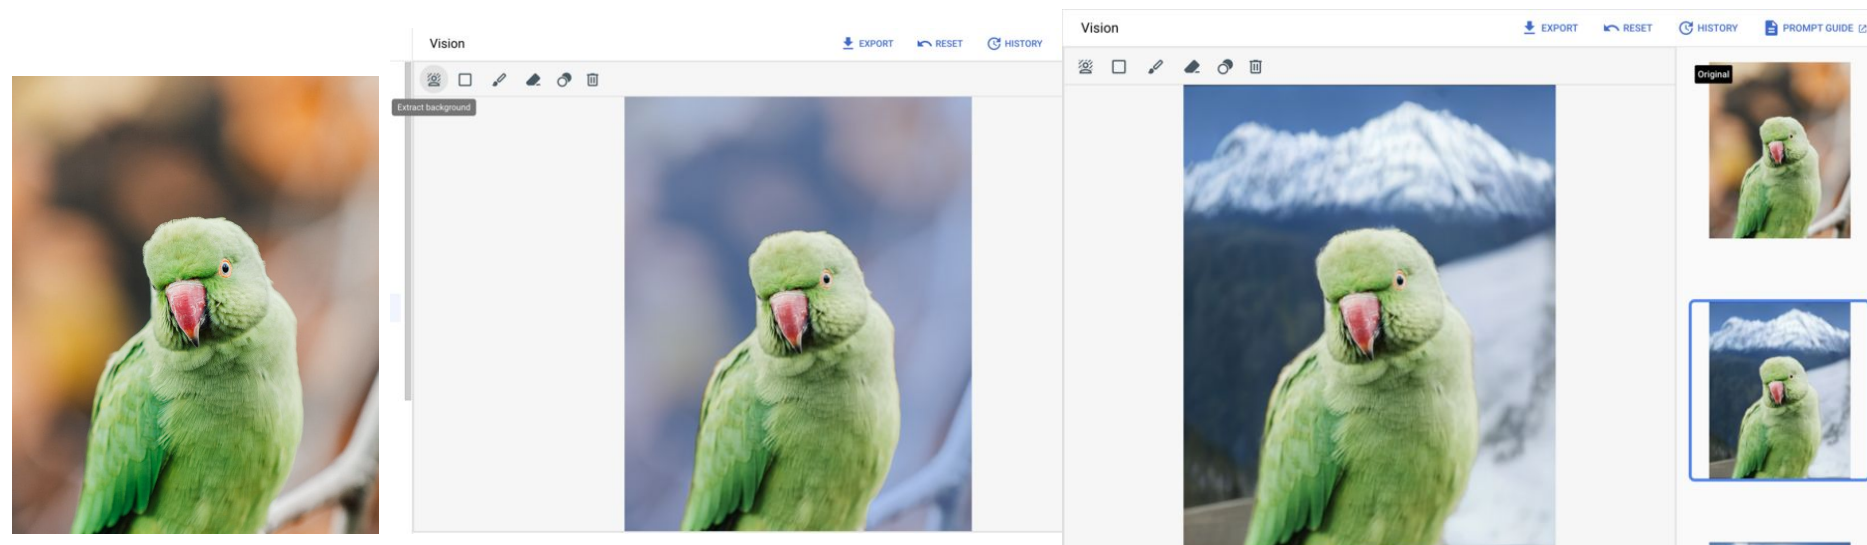 Vision
EXPORT
RESET
HISTORY
Extract background
Vision
EXPORT
RESET
HISTORY
PROMPT GUIDE
Original